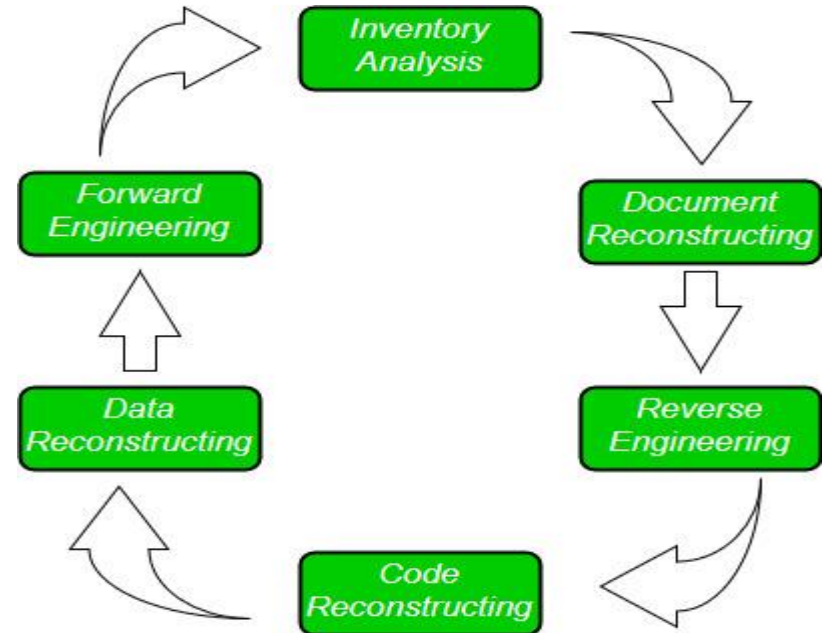 Inventory
Analysis
Document
Reconstructing
Reverse
Engineering
Code
Reconstructing
Data
Reconstructing
Forward
Engineering